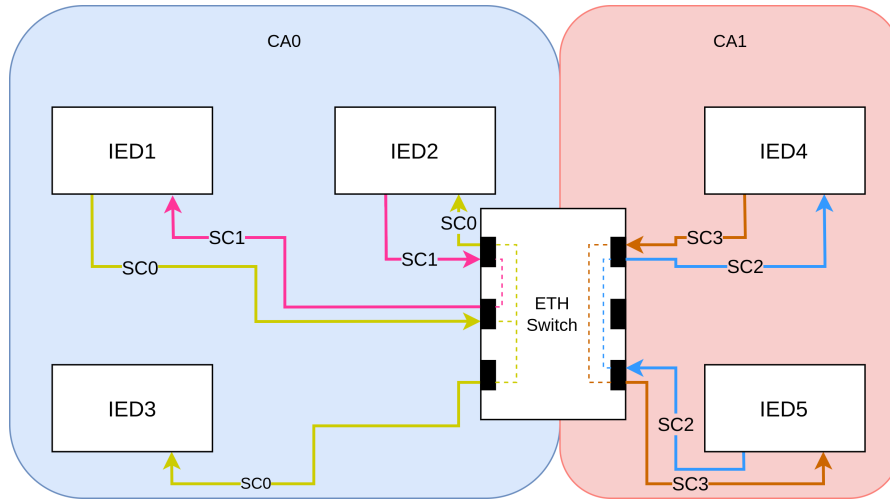 CA0
CA1
IED1
IED2
IED4
SC0
SC1
SC3
SC1
SC0
SC2
ETH
Switch
IED3
IED5
SC2
SC0
SC3